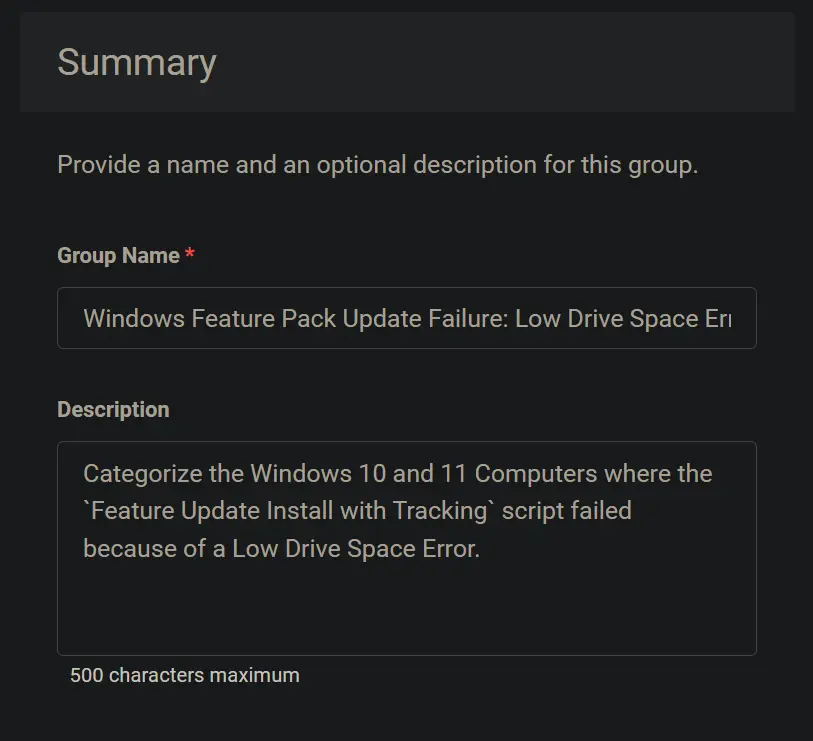 Summary
Provide a name and an optional description for this group.
Group Name *
Windows Feature Pack Update Failure: Low Drive Space
Description
Categorize the Windows 10 and 11 Computers where the
`Feature Update Install with Tracking` script failed
because of a Low Drive Space Error.
500 characters maximum